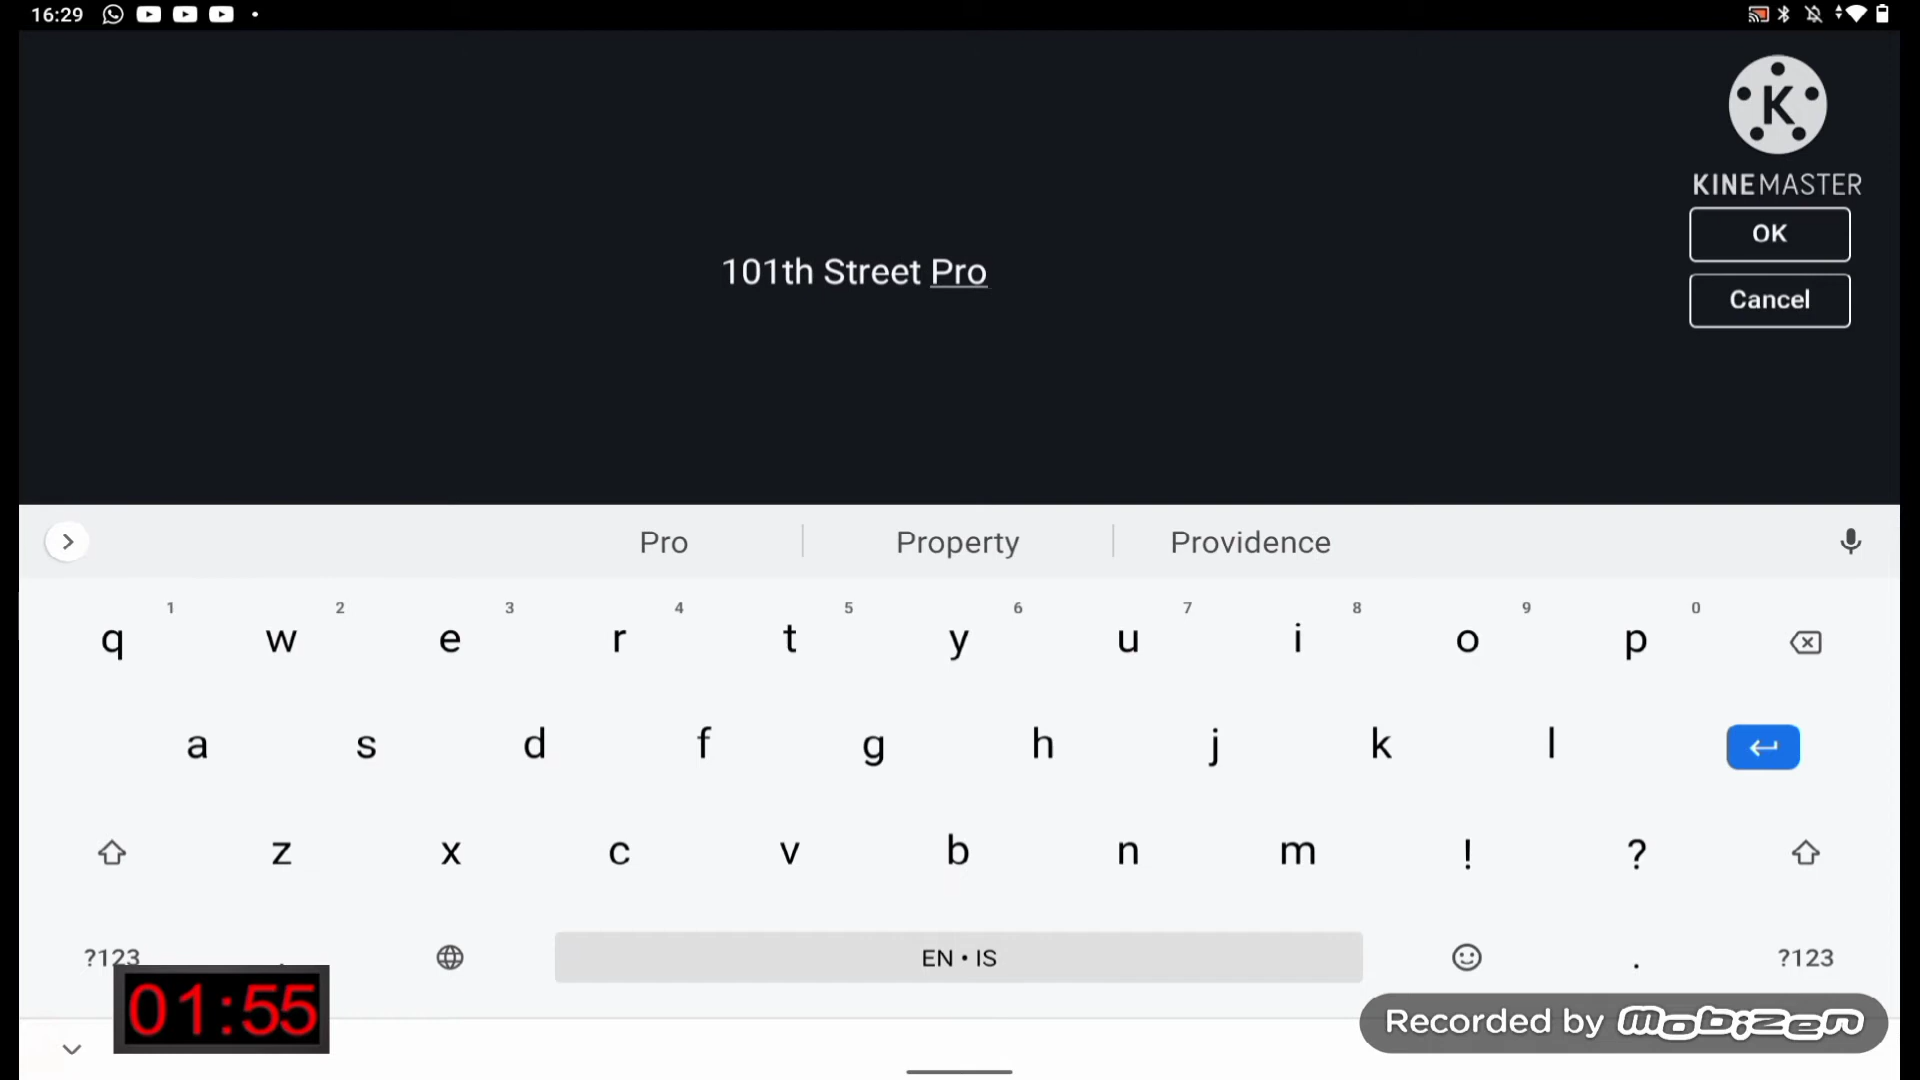 16:29
KINEMASTER
OK
101th Street Pro
Cancel
Pro Property Providence
1 2 3 4 5 6 7 8 9 0
q w e r t y u i o p
a s d f g h j k l
z x c v b n m ! ?
?123 EN • IS . ?123
01:55
Recorded by mobizen